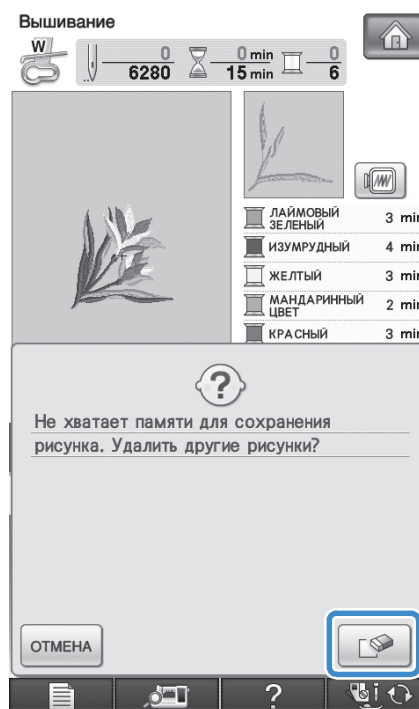 Вышивание
W
0 0 min 0
6280 15 min 6
ЛАЙМОВЫЙ ЗЕЛЕНЫЙ 3 min
ИЗУМРУДНЫЙ 4 min
ЖЕЛТЫЙ 3 min
МАНДАРИННЫЙ ЦВЕТ 2 min
КРАСНЫЙ 3 min
?
Не хватает памяти для сохранения
рисунка. Удалить другие рисунки?
ОТМЕНА
?